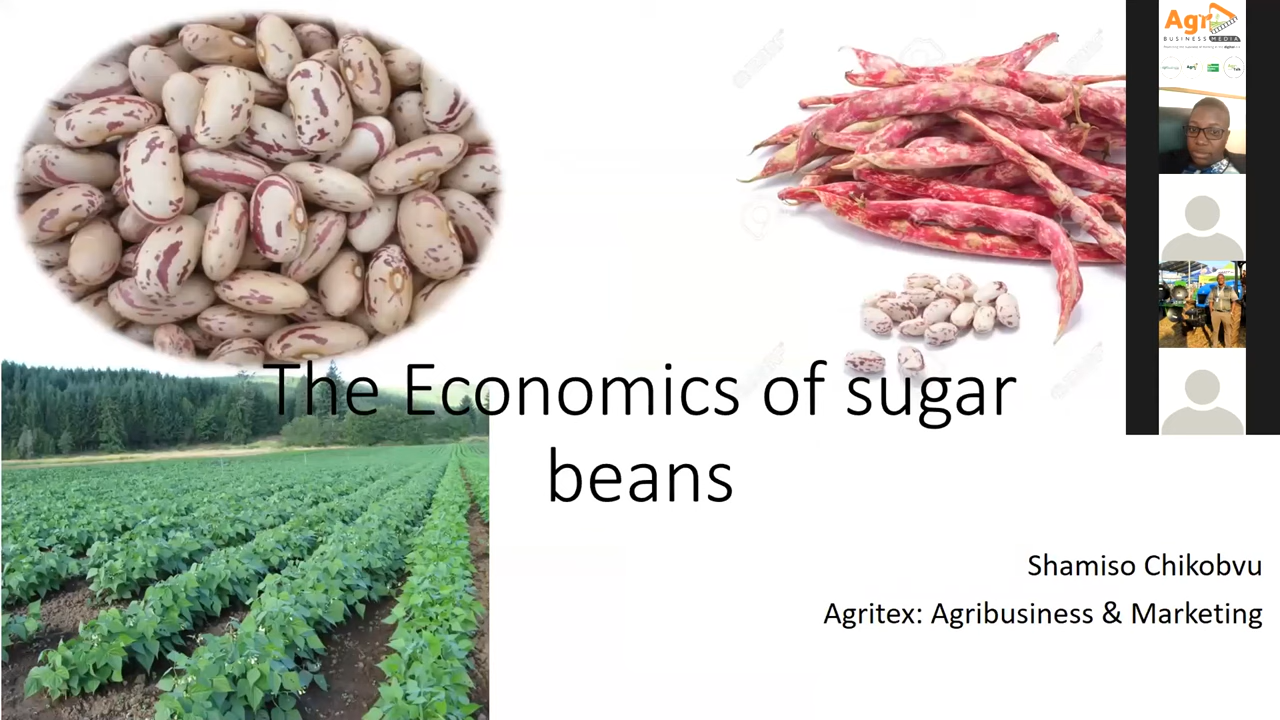 Agri
BUSINESS MEDIA
The Economics of sugar
beans
Shamiso Chikobvu
Agritex: Agribusiness & Marketing